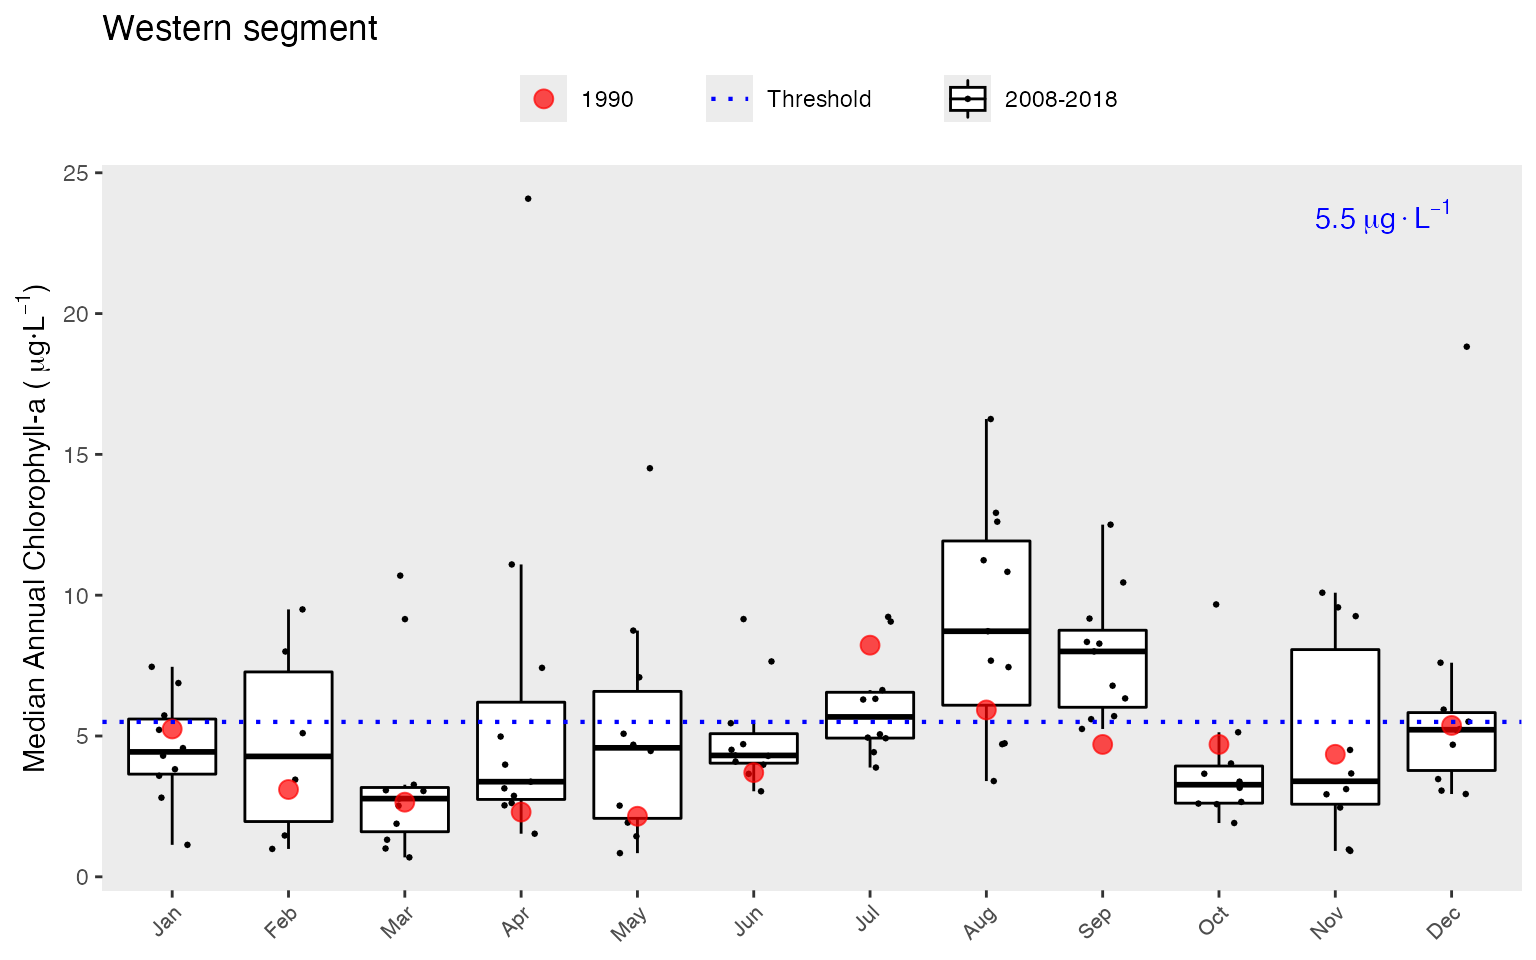 Western segment
1990
Threshold
2008-2018
25
20
15
10
5
0
Median Annual Chlorophyll-a ( µg·L⁻¹)
5.5 µg · L⁻¹
Jan
Feb
Mar
Apr
May
Jun
Jul
Aug
Sep
Oct
Nov
Dec